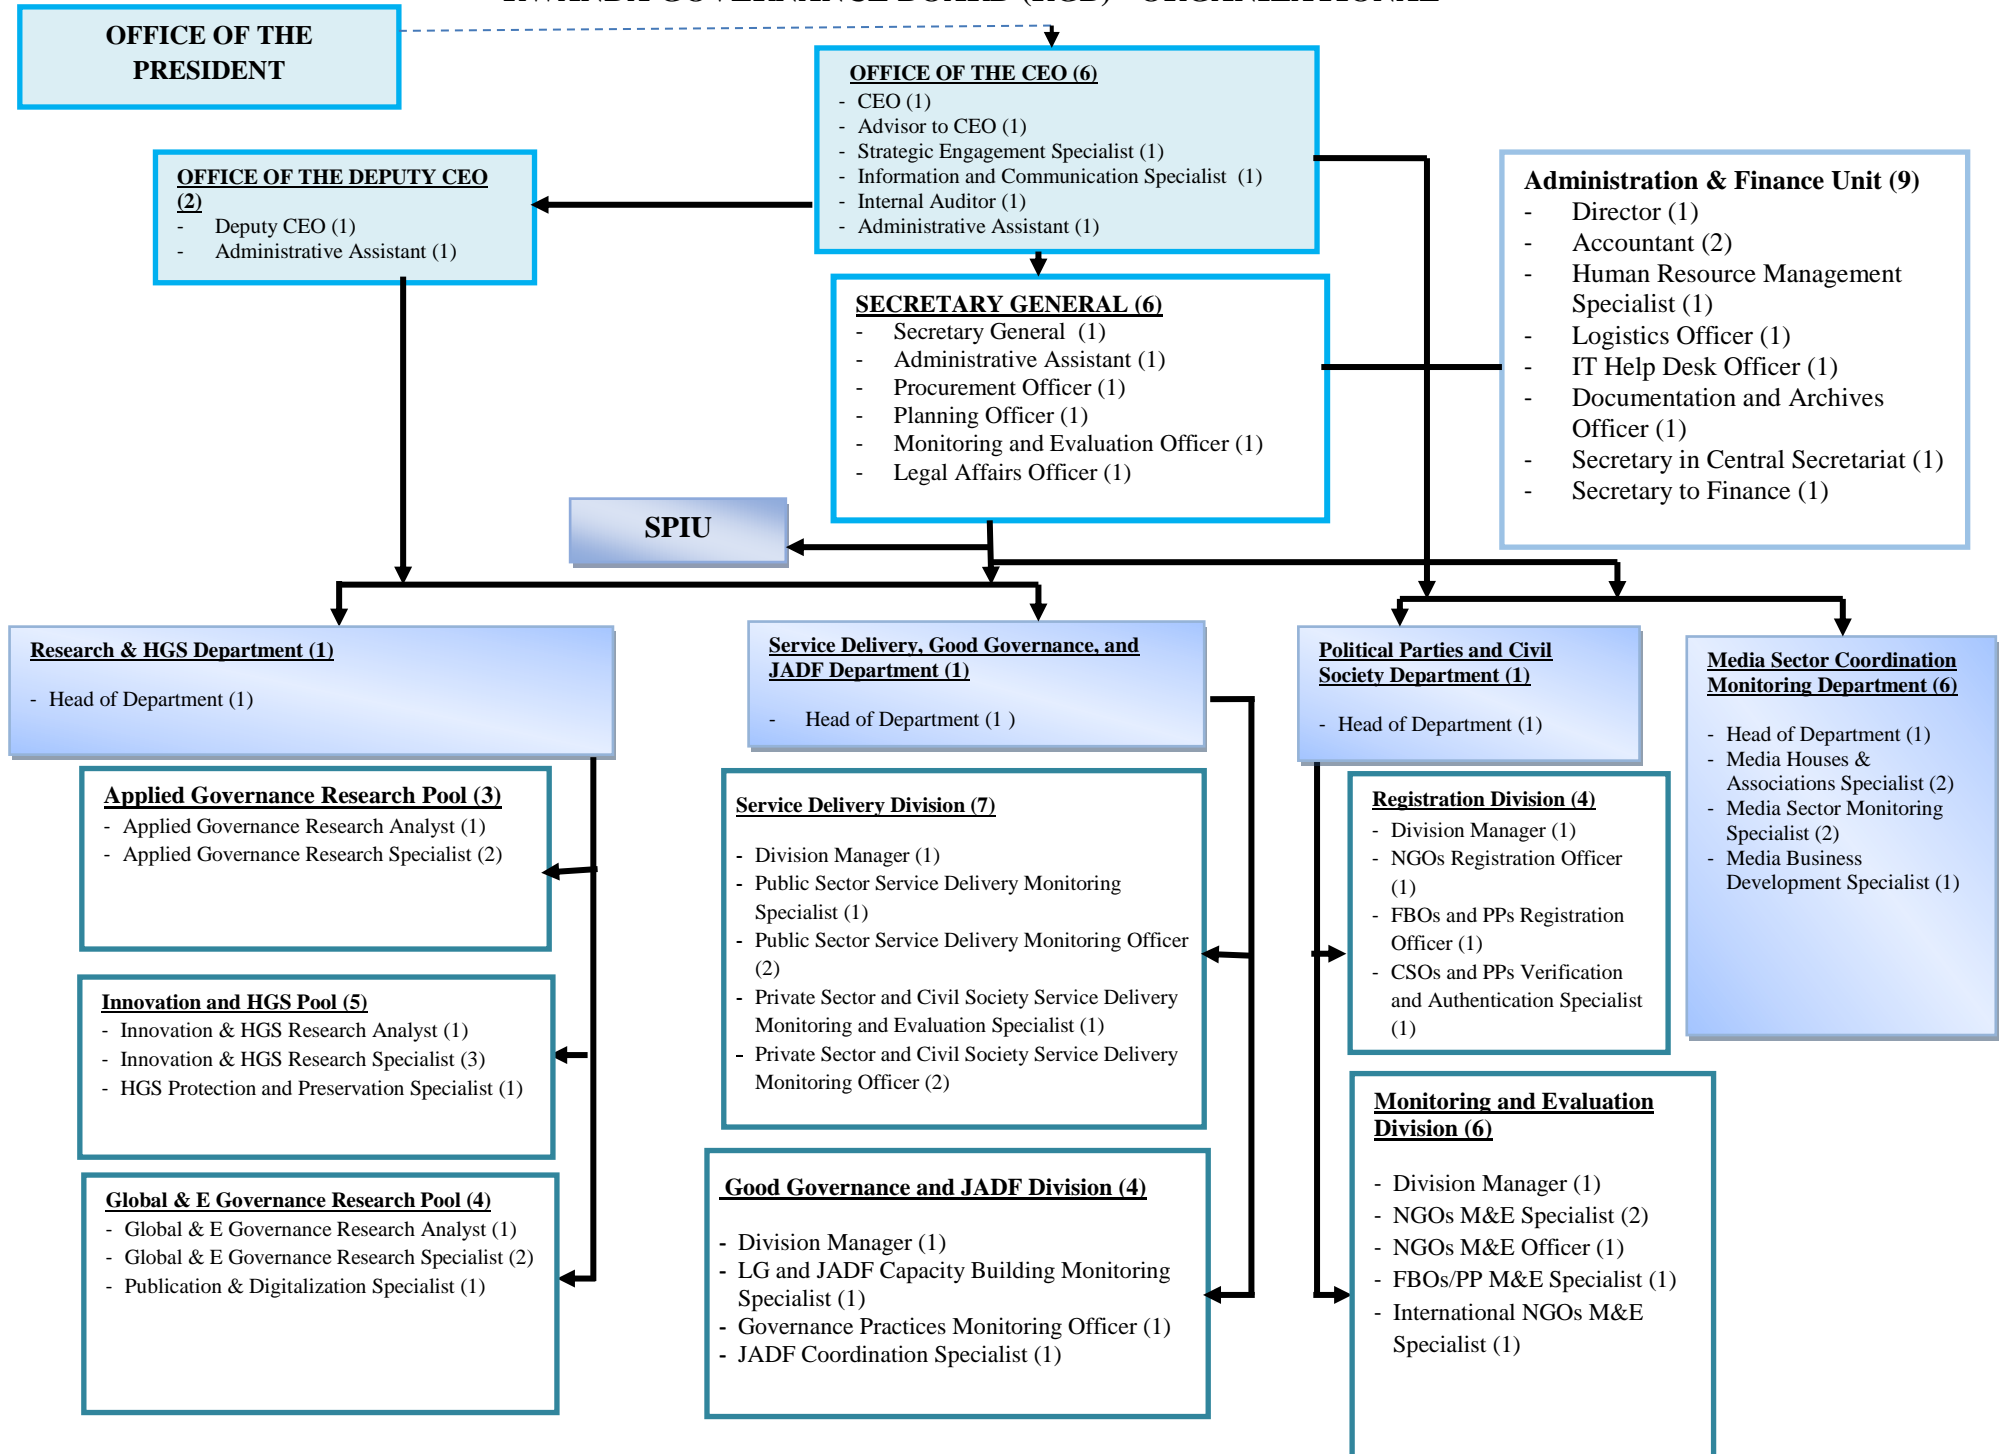 RWANDA GOVERNANCE BOARD (RGB) - ORGANIZATIONAL
OFFICE OF THE
PRESIDENT
OFFICE OF THE CEO (6)
- CEO (1)
- Advisor to CEO (1)
- Strategic Engagement Specialist (1)
- Information and Communication Specialist (1)
- Internal Auditor (1)
- Administrative Assistant (1)
OFFICE OF THE DEPUTY CEO
(2)
- Deputy CEO (1)
- Administrative Assistant (1)
Administration & Finance Unit (9)
- Director (1)
- Accountant (2)
- Human Resource Management
Specialist (1)
- Logistics Officer (1)
- IT Help Desk Officer (1)
- Documentation and Archives
Officer (1)
- Secretary in Central Secretariat (1)
- Secretary to Finance (1)
SECRETARY GENERAL (6)
- Secretary General (1)
- Administrative Assistant (1)
- Procurement Officer (1)
- Planning Officer (1)
- Monitoring and Evaluation Officer (1)
- Legal Affairs Officer (1)
SPIU
Research & HGS Department (1)
- Head of Department (1)
Service Delivery, Good Governance, and
JADF Department (1)
- Head of Department (1 )
Political Parties and Civil
Society Department (1)
- Head of Department (1)
Media Sector Coordination
Monitoring Department (6)
- Head of Department (1)
- Media Houses &
Associations Specialist (2)
- Media Sector Monitoring
Specialist (2)
- Media Business
Development Specialist (1)
Applied Governance Research Pool (3)
- Applied Governance Research Analyst (1)
- Applied Governance Research Specialist (2)
Innovation and HGS Pool (5)
- Innovation & HGS Research Analyst (1)
- Innovation & HGS Research Specialist (3)
- HGS Protection and Preservation Specialist (1)
Global & E Governance Research Pool (4)
- Global & E Governance Research Analyst (1)
- Global & E Governance Research Specialist (2)
- Publication & Digitalization Specialist (1)
Service Delivery Division (7)
- Division Manager (1)
- Public Sector Service Delivery Monitoring
Specialist (1)
- Public Sector Service Delivery Monitoring Officer
(2)
- Private Sector and Civil Society Service Delivery
Monitoring and Evaluation Specialist (1)
- Private Sector and Civil Society Service Delivery
Monitoring Officer (2)
Good Governance and JADF Division (4)
- Division Manager (1)
- LG and JADF Capacity Building Monitoring
Specialist (1)
- Governance Practices Monitoring Officer (1)
- JADF Coordination Specialist (1)
Registration Division (4)
- Division Manager (1)
- NGOs Registration Officer
(1)
- FBOs and PPs Registration
Officer (1)
- CSOs and PPs Verification
and Authentication Specialist
(1)
Monitoring and Evaluation
Division (6)
- Division Manager (1)
- NGOs M&E Specialist (2)
- NGOs M&E Officer (1)
- FBOs/PP M&E Specialist (1)
- International NGOs M&E
Specialist (1)